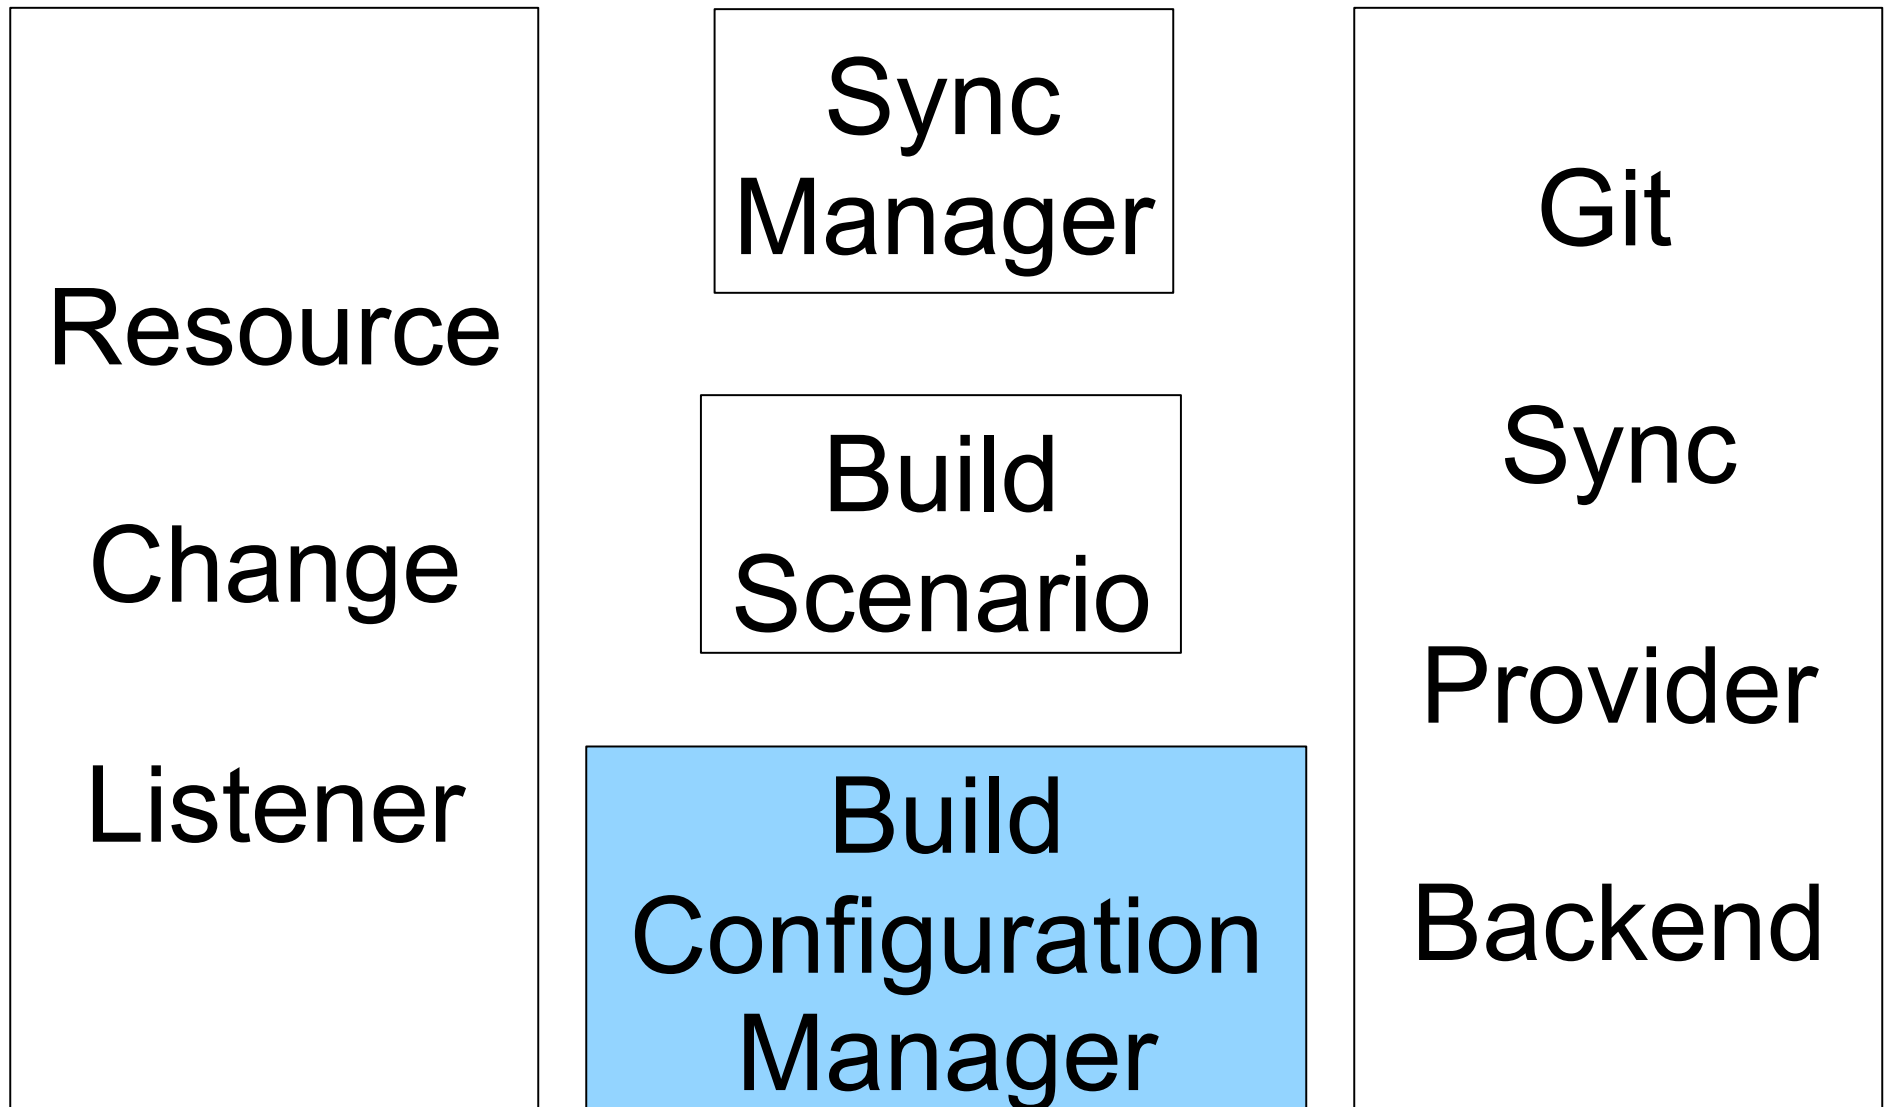 Resource
Change
Listener
Sync
Manager
Build
Scenario
Build
Configuration
Manager
Git
Sync
Provider
Backend